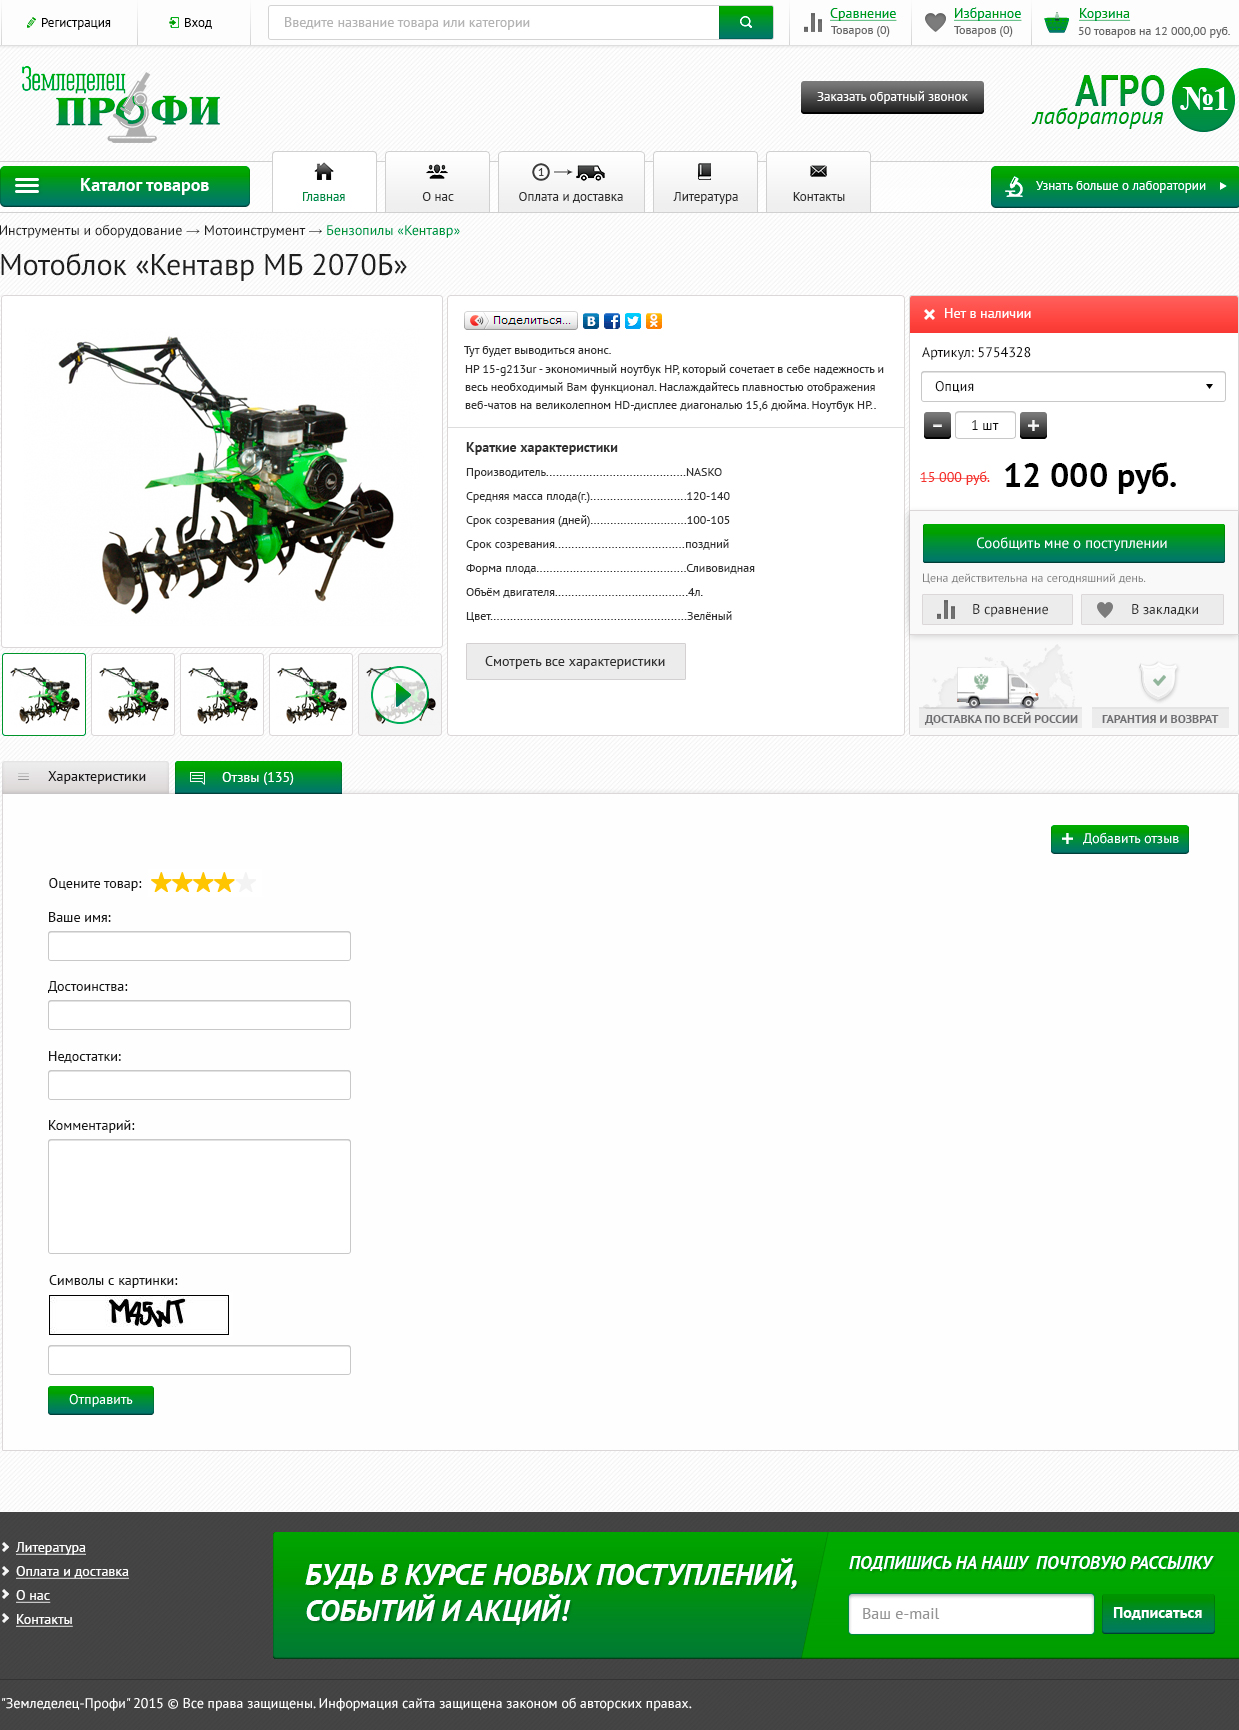 Регистрация
Вход
Введите название товара или категории
Сравнение
Товаров (0)
Избранное
Товаров (0)
Корзина
50 товаров на 12 000,00 руб.
Земледелец
ПРОФИ
Заказать обратный звонок
АГРО
лаборатория
№1
Каталог товаров
Главная
О нас
1
Оплата и доставка
Литература
Контакты
Узнать больше о лаборатории
Инструменты и оборудование → Мотоинструмент → Бензопилы «Кентавр»
Мотоблок «Кентавр МБ 2070Б»
Поделиться...
В
f
Тут будет выводиться анонс.
HP 15-g213ur - экономичный ноутбук HP, который сочетает в себе надежность и
весь необходимый Вам функционал. Наслаждайтесь плавностью отображения
веб-чатов на великолепном HD-дисплее диагональю 15,6 дюйма. Ноутбук HP..
Краткие характеристики
Производитель..........................................NASKO
Средняя масса плода(г.).............................120-140
Срок созревания (дней).............................100-105
Срок созревания.......................................поздний
Форма плода.............................................Сливовидная
Объём двигателя........................................4л.
Цвет...........................................................Зелёный
Смотреть все характеристики
Нет в наличии
Артикул: 5754328
Опция
1 шт
15 000 руб.
12 000 руб.
Сообщить мне о поступлении
Цена действительна на сегодняшний день.
В сравнение
В закладки
ДОСТАВКА ПО ВСЕЙ РОССИИ
ГАРАНТИЯ И ВОЗВРАТ
Характеристики
Отзвы (135)
Добавить отзыв
Оцените товар:
Ваше имя:
Достоинства:
Недостатки:
Комментарий:
Символы с картинки:
M45WT
Отправить
Литература
Оплата и доставка
О нас
Контакты
БУДЬ В КУРСЕ НОВЫХ ПОСТУПЛЕНИЙ,
СОБЫТИЙ И АКЦИЙ!
ПОДПИШИСЬ НА НАШУ ПОЧТОВУЮ РАССЫЛКУ
Ваш e-mail
Подписаться
"Земледелец-Профи" 2015 © Все права защищены. Информация сайта защищена законом об авторских правах.